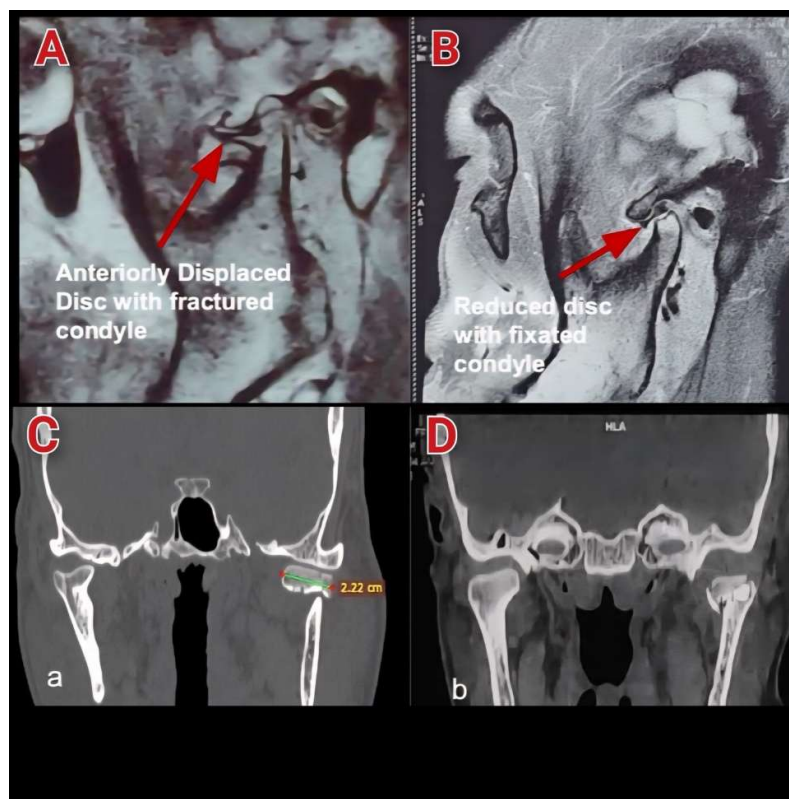 A
Anteriorly Displaced
Disc with fractured
condyle
B
Reduced disc
with fixated
condyle
C
2.22 cm
a
D
HLA
b